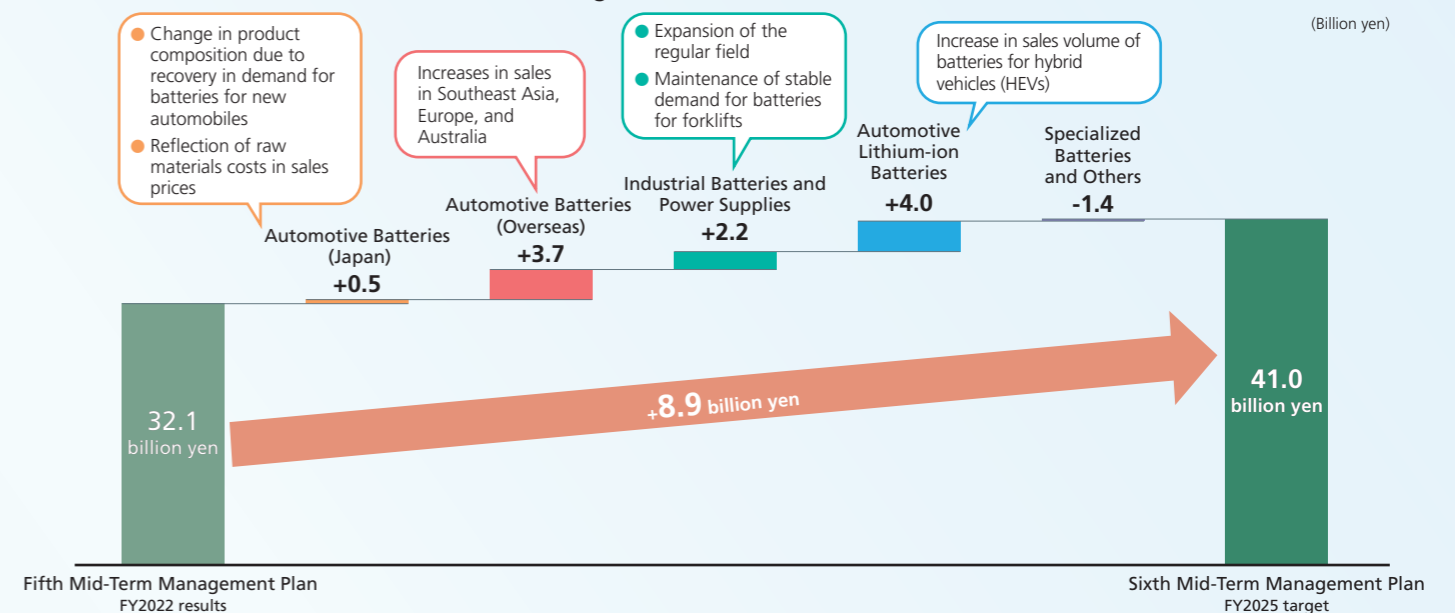 (Billion yen)
● Change in product
composition due to
recovery in demand for
batteries for new
automobiles
● Reflection of raw
materials costs in sales
prices
Increases in sales
in Southeast Asia,
Europe, and
Australia
● Expansion of the
regular field
● Maintenance of stable
demand for batteries
for forklifts
Increase in sales volume of
batteries for hybrid
vehicles (HEVs)
Automotive Batteries
(Japan)
+0.5
Automotive Batteries
(Overseas)
+3.7
Industrial Batteries and
Power Supplies
+2.2
Automotive
Lithium-ion
Batteries
+4.0
Specialized
Batteries
and Others
-1.4
32.1
billion yen
+8.9 billion yen
41.0
billion yen
Fifth Mid-Term Management Plan
FY2022 results
Sixth Mid-Term Management Plan
FY2025 target